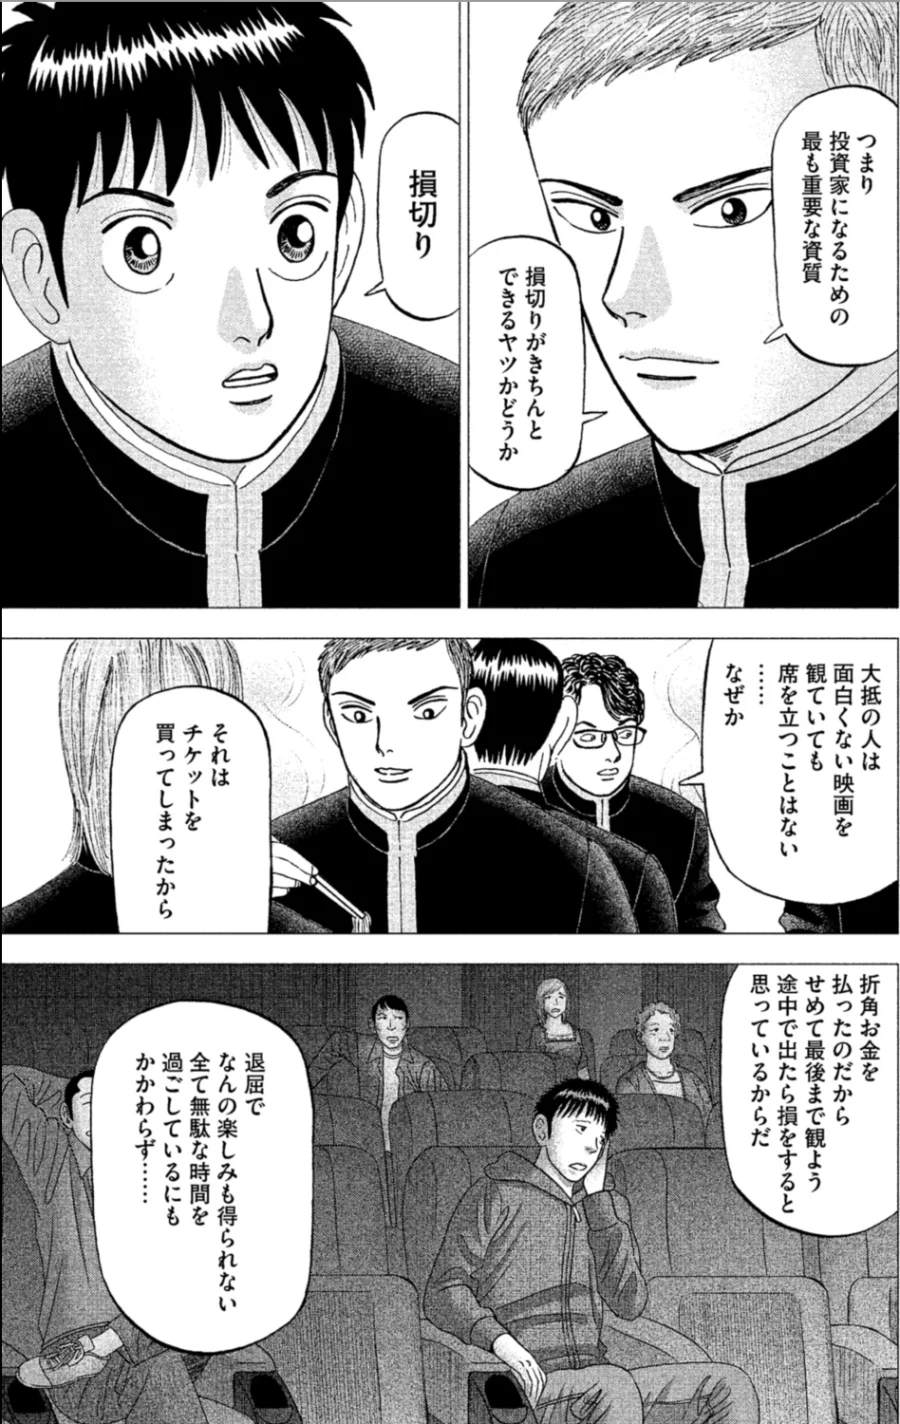 つまり
投資家になるための
最も重要な資質
損切りがきちんと
できるヤツかどうか
損切り
大抵の人は
面白くない映画を
観ていても
席を立つことはない
……
なぜか
それは
チケットを
買ってしまったから
折角お金を
払ったのだから
せめて最後まで観よう
途中で出たら損をすると
思っているからだ
退屈で
なんの楽しみも得られない
全て無駄な時間を
過ごしているにも
かかわらず……